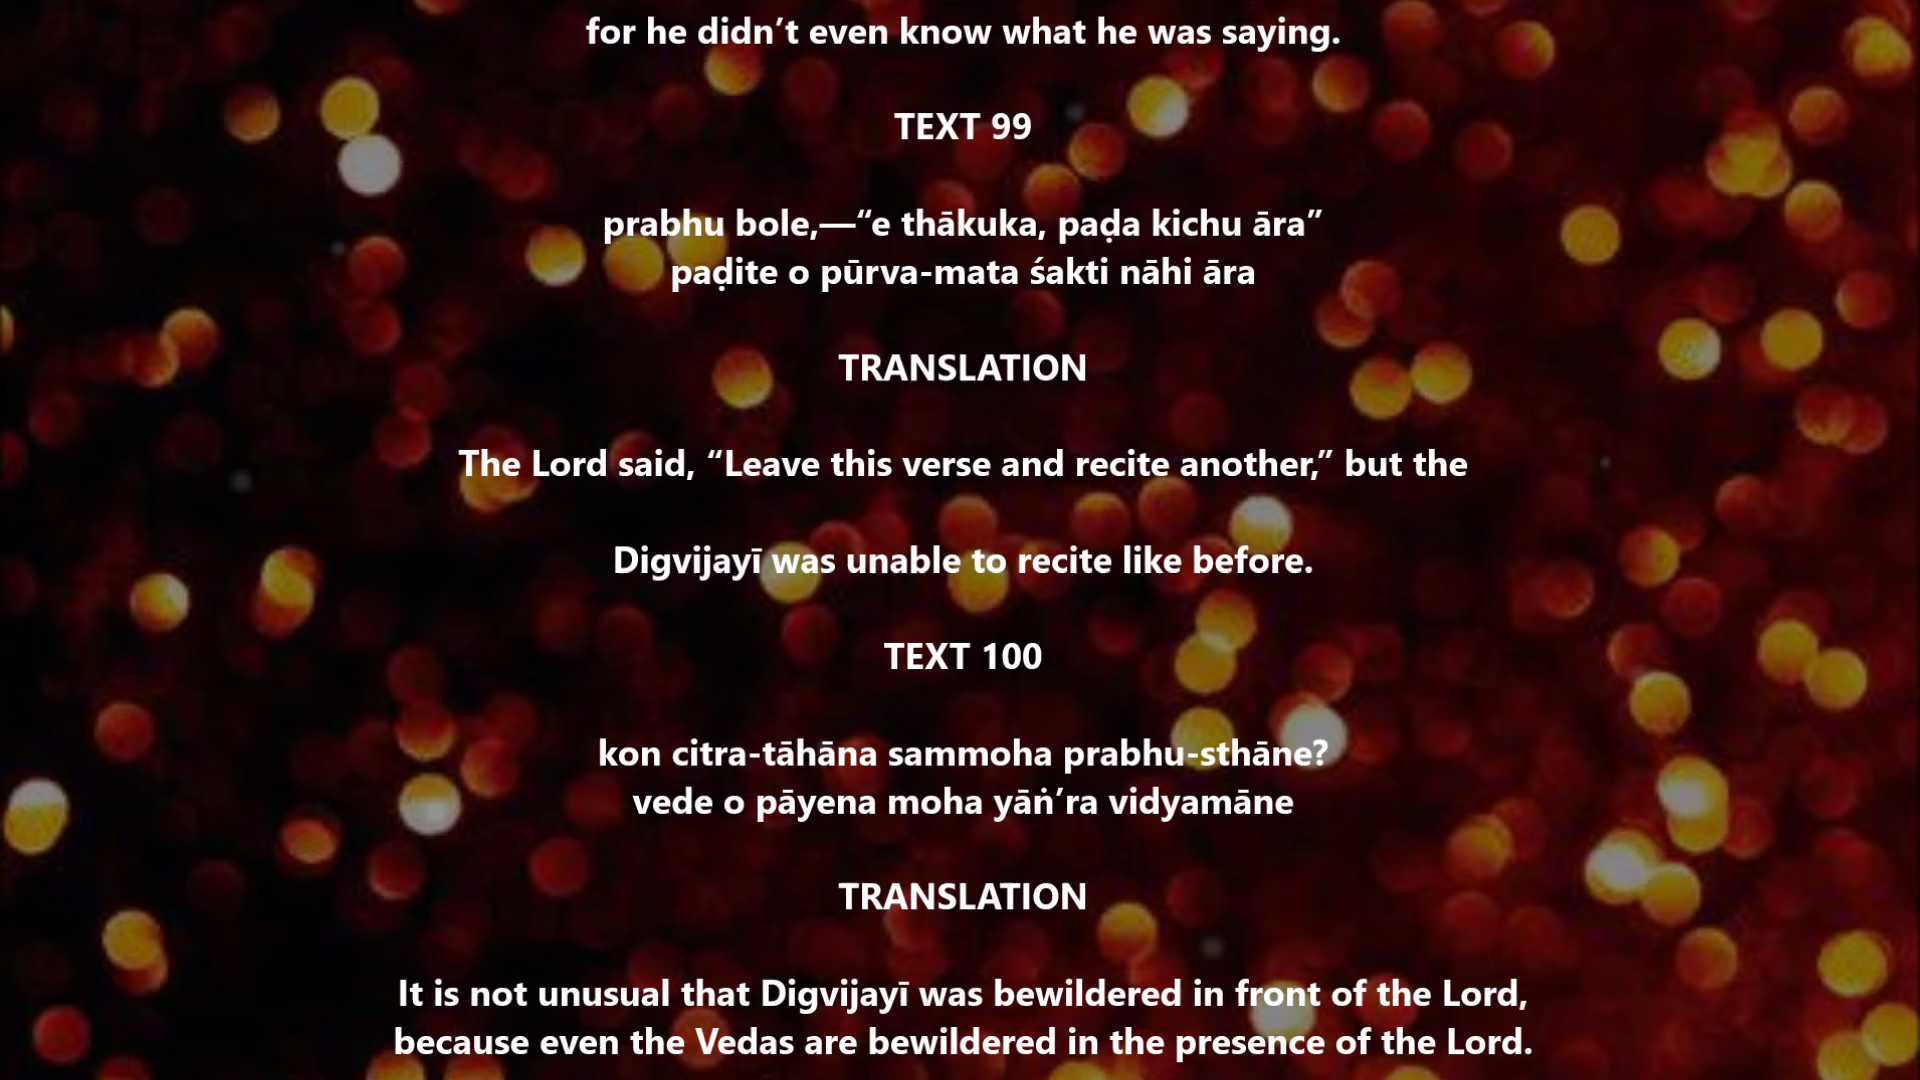 for he didn’t even know what he was saying.
TEXT 99
prabhu bole,—“e thākuka, paḍa kichu āra”
paḍite o pūrva-mata śakti nāhi āra
TRANSLATION
The Lord said, “Leave this verse and recite another,” but the
Digvijayī was unable to recite like before.
TEXT 100
kon citra-tāhāna sammoha prabhu-sthāne?
vede o pāyena moha yāṅ’ra vidyamāne
TRANSLATION
It is not unusual that Digvijayī was bewildered in front of the Lord,
because even the Vedas are bewildered in the presence of the Lord.